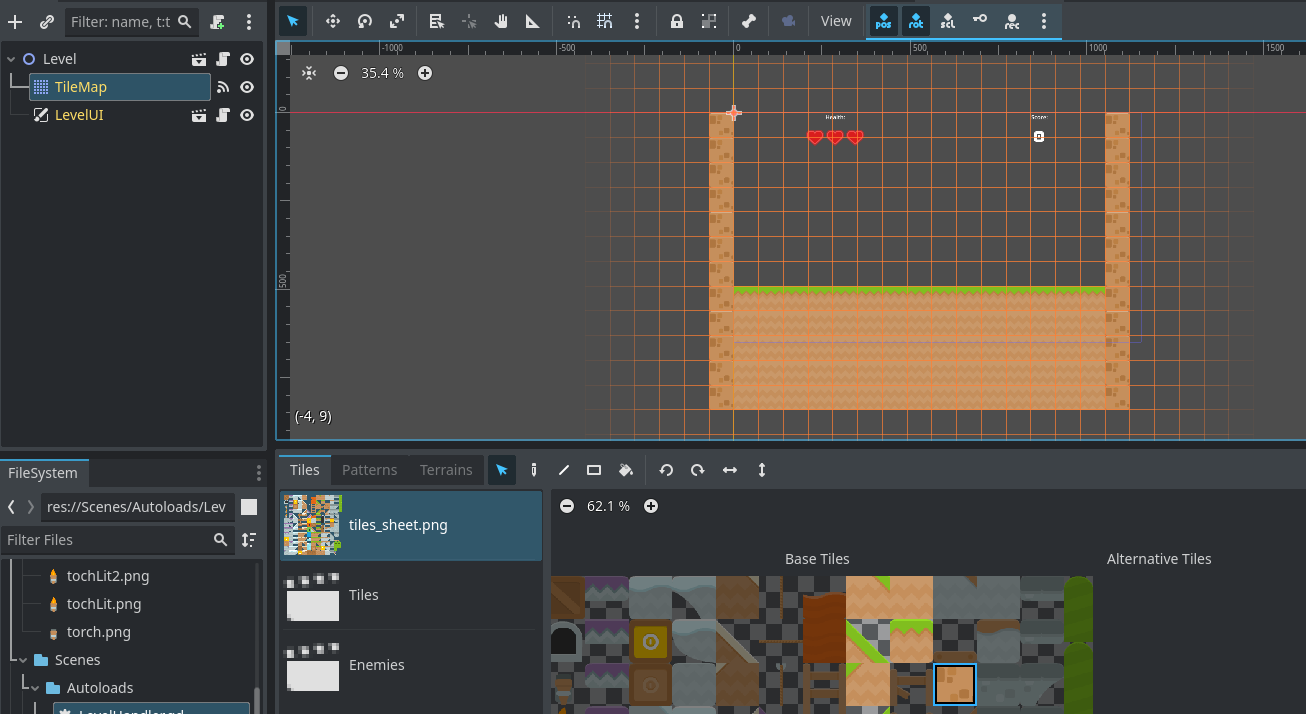 Filter: name, t:t
View
pos
rot
scl
rec
Level
TileMap
LevelUI
-1000
-500
0
500
1000
1500
35.4 %
0
500
Health:
Score:
0
(-4, 9)
FileSystem
res://Scenes/Autoloads/Lev
Filter Files
tochLit2.png
tochLit.png
torch.png
Scenes
Autoloads
Tiles
Patterns
Terrains
tiles_sheet.png
Tiles
Enemies
62.1 %
Base Tiles
Alternative Tiles